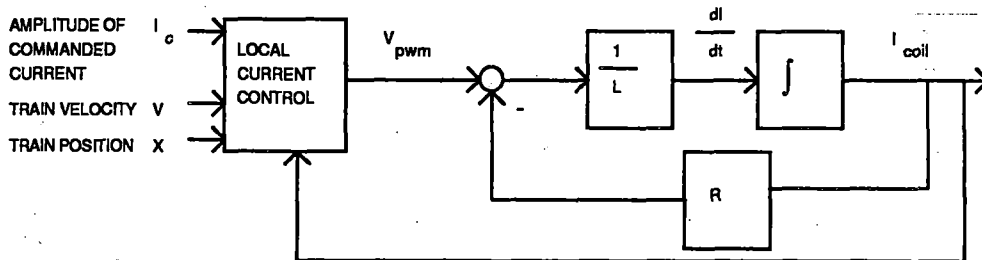 AMPLITUDE OF I c
COMMANDED
CURRENT
TRAIN VELOCITY V
TRAIN POSITION X
LOCAL
CURRENT
CONTROL
V pwm
-
1
L
dI
dt
∫
I coil
R